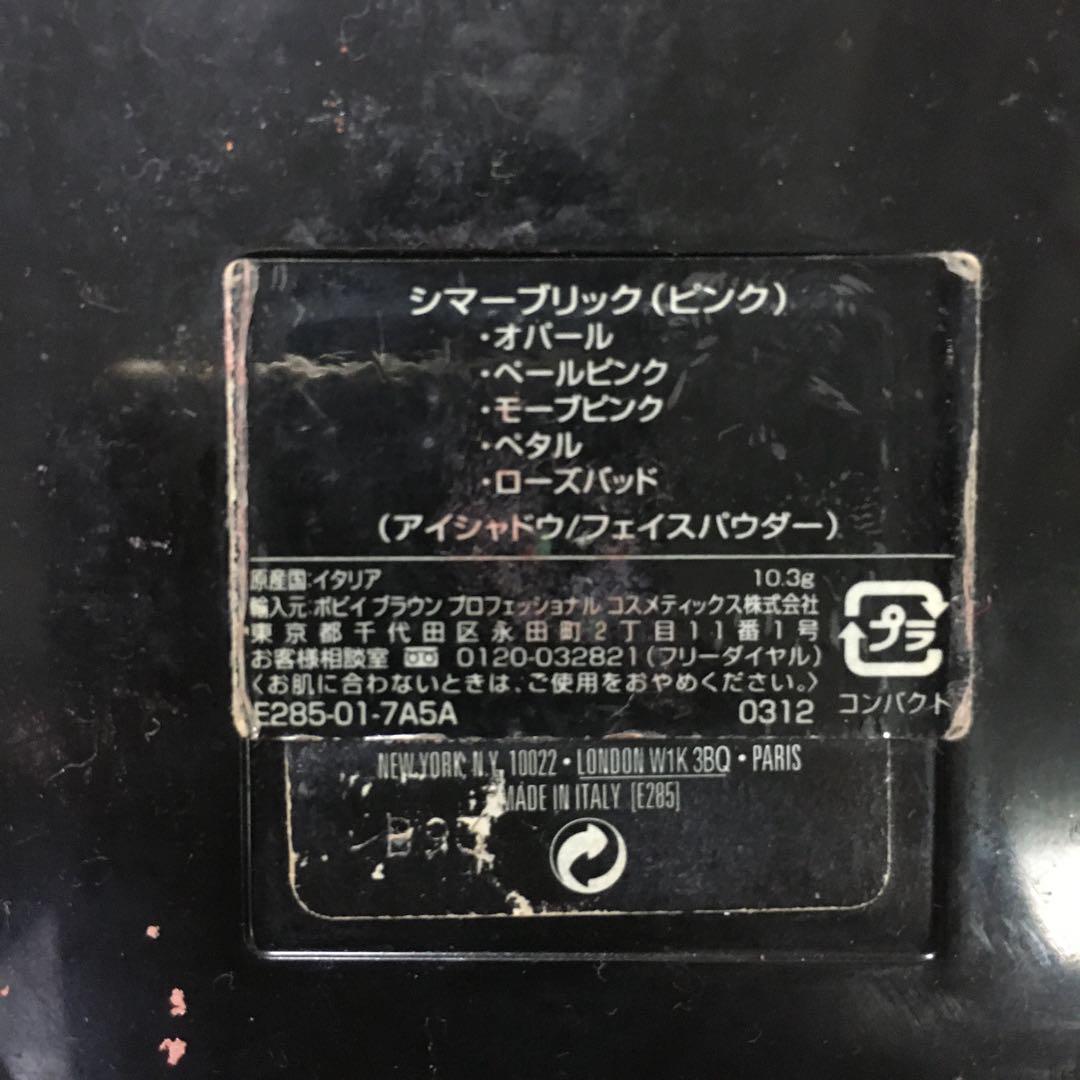 シマーブリック(ピンク)
・オパール
・ペールピンク
・モーブピンク
・ペタル
・ローズバッド
(アイシャドウ/フェイスパウダー)
原産国:イタリア 10.3g
輸入元:ボビイ ブラウン プロフェッショナル コスメティックス株式会社
東京都千代田区永田町2丁目11番1号
お客様相談室 0120-032821(フリーダイヤル)
〈お肌に合わないときは、ご使用をおやめください。〉
E285-01-7A5A 0312
プラ
コンパクト
NEW YORK, N.Y. 10022・LONDON W1K 3BQ・PARIS
MADE IN ITALY [E285]